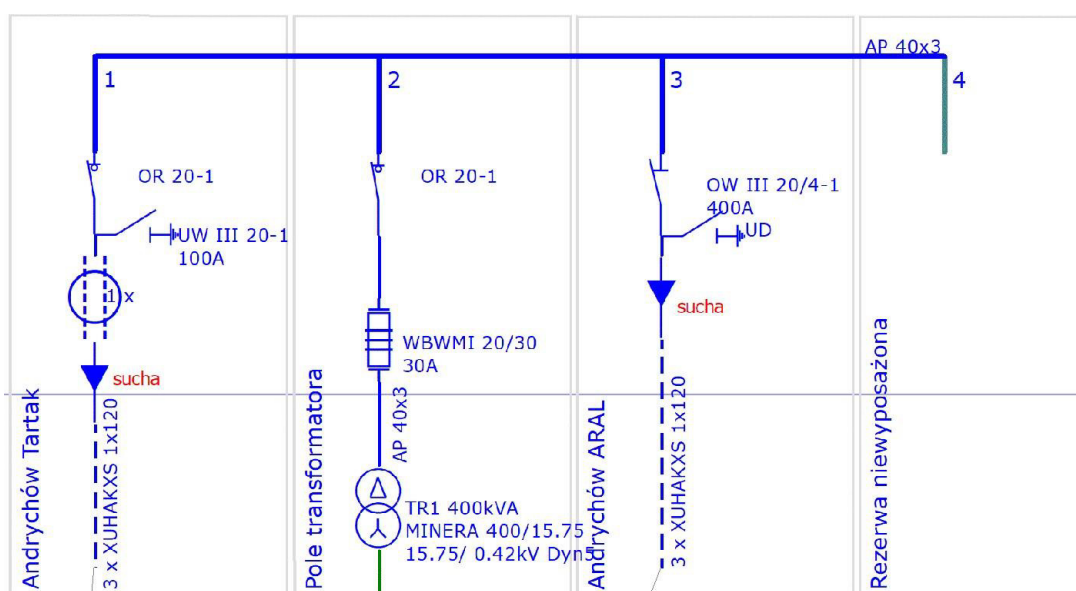 AP 40x3
1
2
3
4
OR 20-1
OR 20-1
OW III 20/4-1
400A
UW III 20-1
100A
UD
1 x
sucha
sucha
WBWMI 20/30
30A
AP 40x3
TR1 400kVA
MINERA 400/15.75
15.75/ 0.42kV Dyn5
Andrychów Tartak
3 x XUHAKXS 1x120
Pole transformatora
Andrychów ARAL
3 x XUHAKXS 1x120
Rezerwa niewyposażona